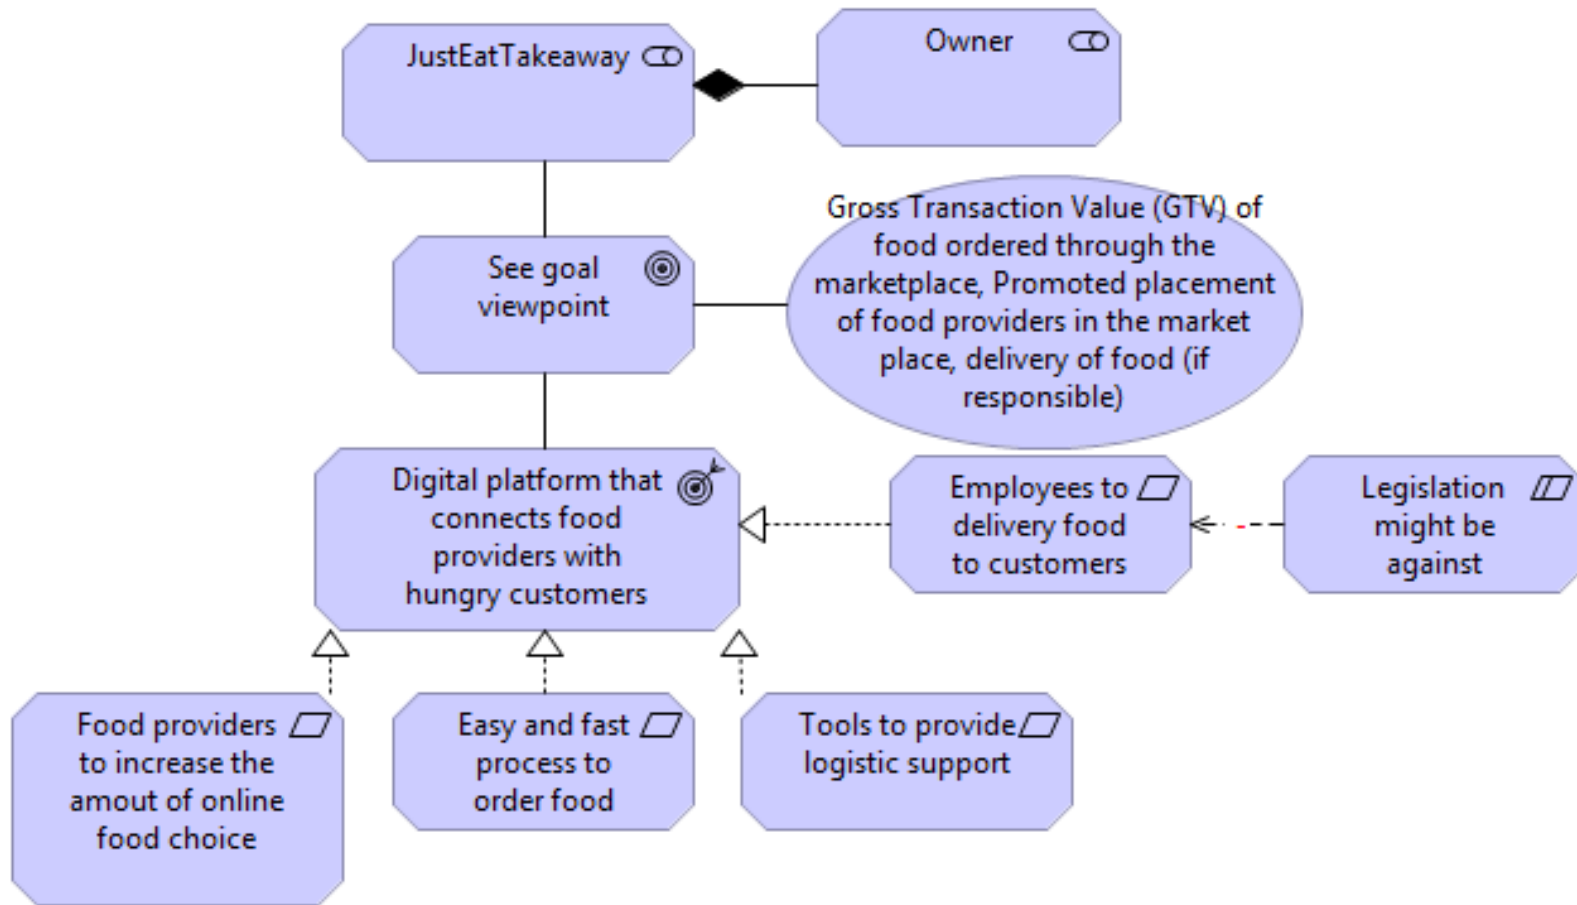 JustEatTakeaway
Owner
See goal
viewpoint
Gross Transaction Value (GTV) of
food ordered through the
marketplace, Promoted placement
of food providers in the market
place, delivery of food (if
responsible)
Digital platform that
connects food
providers with
hungry customers
Employees to
delivery food
to customers
-
Legislation
might be
against
Food providers
to increase the
amout of online
food choice
Easy and fast
process to
order food
Tools to provide
logistic support